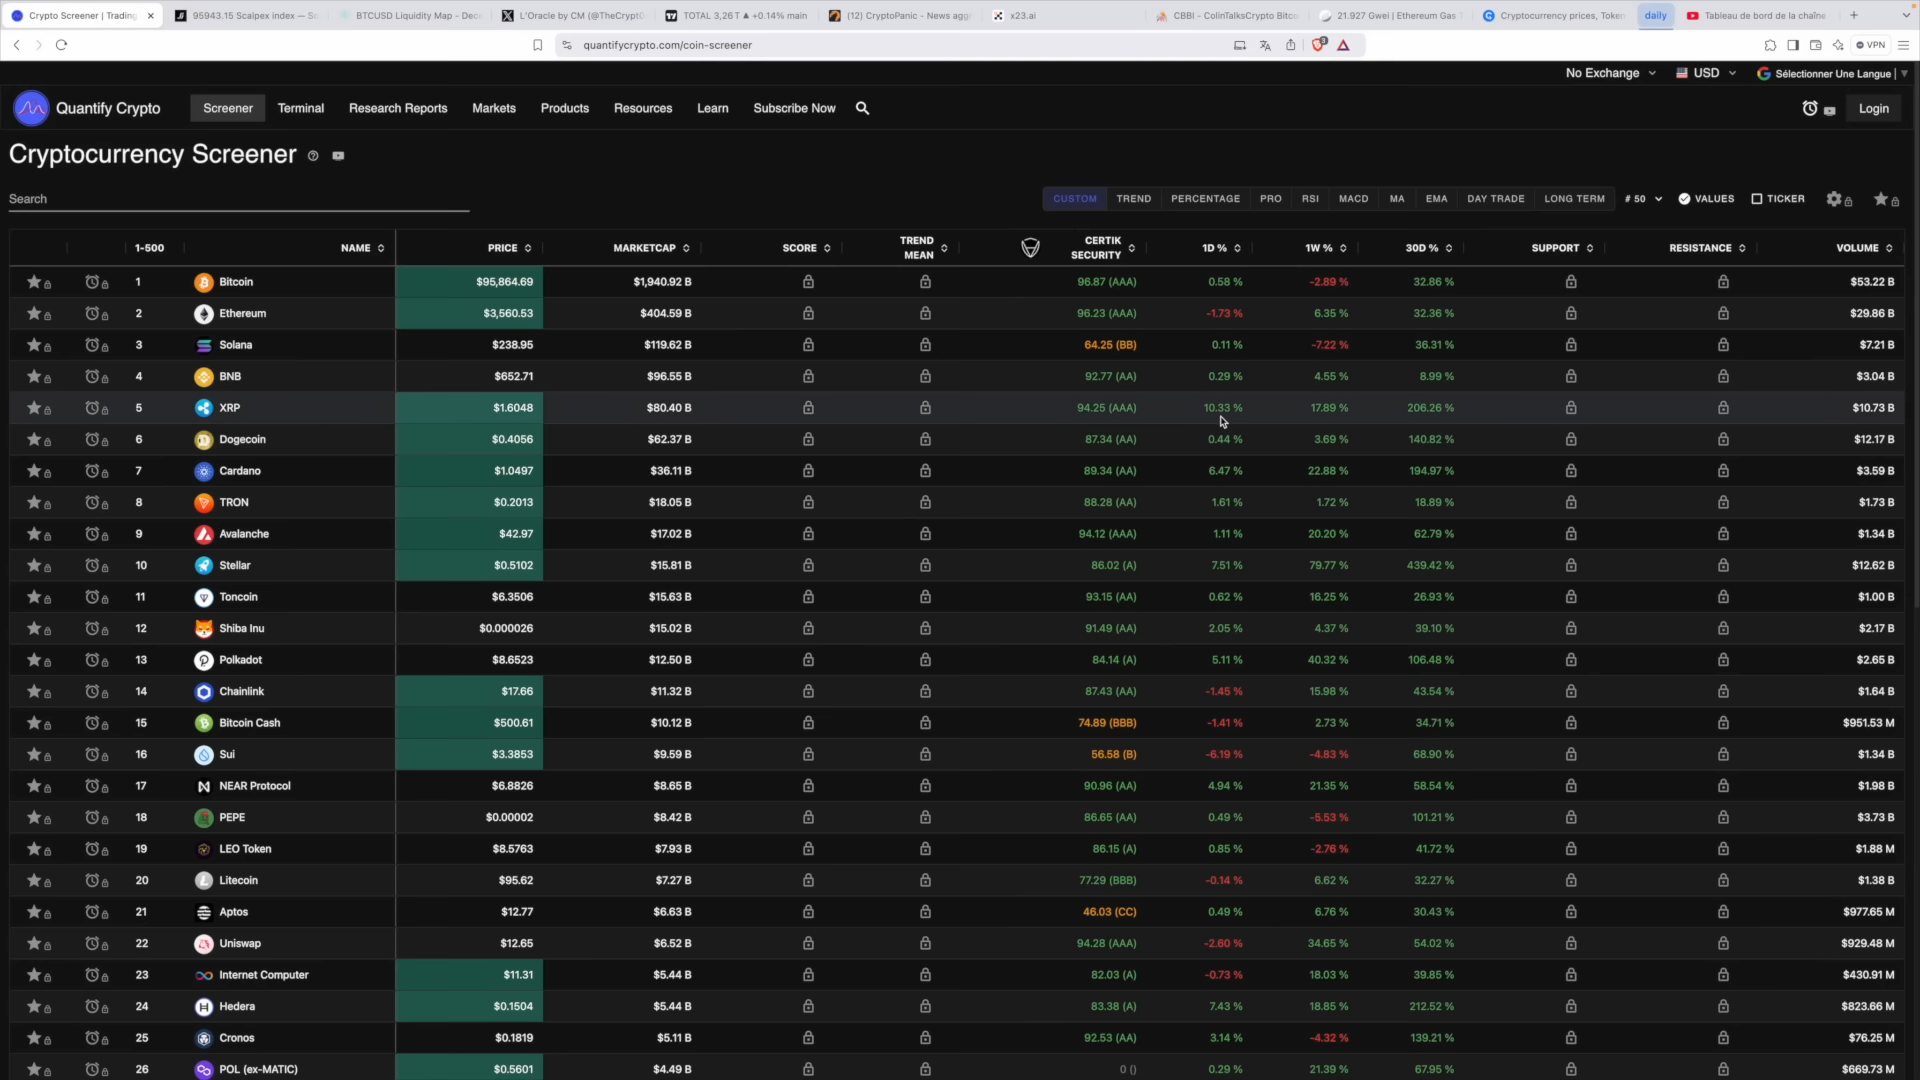 Crypto Screener | Trading
95943.15 Scalpex index — 
BTCUSD Liquidity Map - Dec
L'Oracle by CM (@TheCrypt
TOTAL 3,26 T ▲ +0.14% main
(12) CryptoPanic - News agg
x23.ai
CBBI - ColinTalksCrypto Bitco
21.927 Gwei | Ethereum Gas
Cryptocurrency prices, Token
daily
Tableau de bord de la chaîne
quantifycrypto.com/coin-screener
VPN
No Exchange USD Sélectionner Une Langue
Quantify Crypto Screener Terminal Research Reports Markets Products Resources Learn Subscribe Now Login
Cryptocurrency Screener
Search CUSTOM TREND PERCENTAGE PRO RSI MACD MA EMA DAY TRADE LONG TERM # 50 VALUES TICKER
1-500 NAME PRICE MARKETCAP SCORE TREND MEAN CERTIK SECURITY 1D % 1W % 30D % SUPPORT RESISTANCE VOLUME
1 Bitcoin $95,864.69 $1,940.92 B 96.87 (AAA) 0.58 % -2.89 % 32.86 % $53.22 B
2 Ethereum $3,560.53 $404.59 B 96.23 (AAA) -1.73 % 6.35 % 32.36 % $29.86 B
3 Solana $238.95 $119.62 B 64.25 (BB) 0.11 % -7.22 % 36.31 % $7.21 B
4 BNB $652.71 $96.55 B 92.77 (AA) 0.29 % 4.55 % 8.99 % $3.04 B
5 XRP $1.6048 $80.40 B 94.25 (AAA) 10.33 % 17.89 % 206.26 % $10.73 B
6 Dogecoin $0.4056 $62.37 B 87.34 (AA) 0.44 % 3.69 % 140.82 % $12.17 B
7 Cardano $1.0497 $36.11 B 89.34 (AA) 6.47 % 22.88 % 194.97 % $3.59 B
8 TRON $0.2013 $18.05 B 88.28 (AA) 1.61 % 1.72 % 18.89 % $1.73 B
9 Avalanche $42.97 $17.02 B 94.12 (AAA) 1.11 % 20.20 % 62.79 % $1.34 B
10 Stellar $0.5102 $15.81 B 86.02 (A) 7.51 % 79.77 % 439.42 % $12.62 B
11 Toncoin $6.3506 $15.63 B 93.15 (AA) 0.62 % 16.25 % 26.93 % $1.00 B
12 Shiba Inu $0.000026 $15.02 B 91.49 (AA) 2.05 % 4.37 % 39.10 % $2.17 B
13 Polkadot $8.6523 $12.50 B 84.14 (A) 5.11 % 40.32 % 106.48 % $2.65 B
14 Chainlink $17.66 $11.32 B 87.43 (AA) -1.45 % 15.98 % 43.54 % $1.64 B
15 Bitcoin Cash $500.61 $10.12 B 74.89 (BBB) -1.41 % 2.73 % 34.71 % $951.53 M
16 Sui $3.3853 $9.59 B 56.58 (B) -6.19 % -4.83 % 68.90 % $1.34 B
17 NEAR Protocol $6.8826 $8.65 B 90.96 (AA) 4.94 % 21.35 % 58.54 % $1.98 B
18 PEPE $0.00002 $8.42 B 86.65 (AA) 0.49 % -5.53 % 101.21 % $3.73 B
19 LEO Token $8.5763 $7.93 B 86.15 (A) 0.85 % -2.76 % 41.72 % $1.88 M
20 Litecoin $95.62 $7.27 B 77.29 (BBB) -0.14 % 6.62 % 32.27 % $1.38 B
21 Aptos $12.77 $6.63 B 46.03 (CC) 0.49 % 6.76 % 30.43 % $977.65 M
22 Uniswap $12.65 $6.52 B 94.28 (AAA) -2.60 % 34.65 % 54.02 % $929.48 M
23 Internet Computer $11.31 $5.44 B 82.03 (A) -0.73 % 18.03 % 39.85 % $430.91 M
24 Hedera $0.1504 $5.44 B 83.38 (A) 7.43 % 18.85 % 212.52 % $823.66 M
25 Cronos $0.1819 $5.11 B 92.53 (AA) 3.14 % -4.32 % 139.21 % $76.25 M
26 POL (ex-MATIC) $0.5601 $4.49 B 0 () 0.29 % 21.39 % 67.95 % $669.73 M